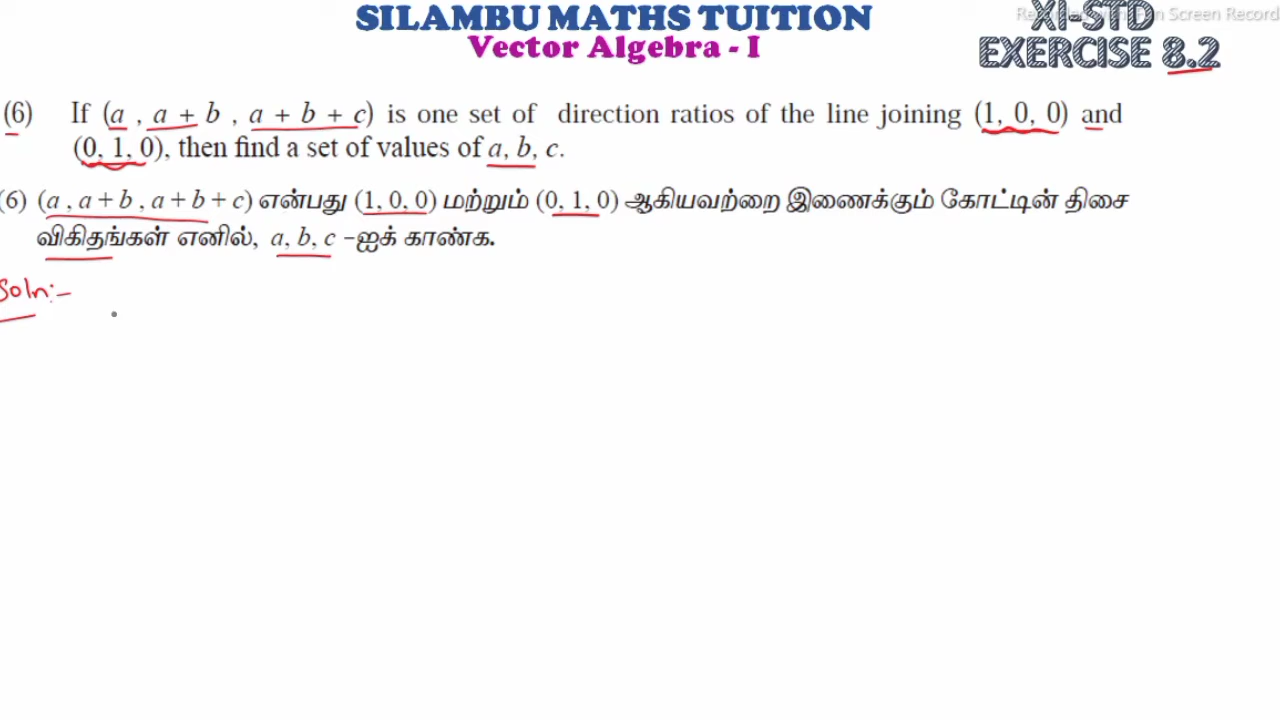 SILAMBU MATHS TUITION
Vector Algebra - I
XI-STD
EXERCISE 8.2
Screen Record
(6) If (a , a + b , a + b + c) is one set of direction ratios of the line joining (1, 0, 0) and
(0, 1, 0), then find a set of values of a, b, c.
(6) (a , a + b , a + b + c) என்பது (1, 0, 0) மற்றும் (0, 1, 0) ஆகியவற்றை இணைக்கும் கோட்டின் திசை
விகிதங்கள் எனில், a, b, c -ஐக் காண்க.
Soln:-